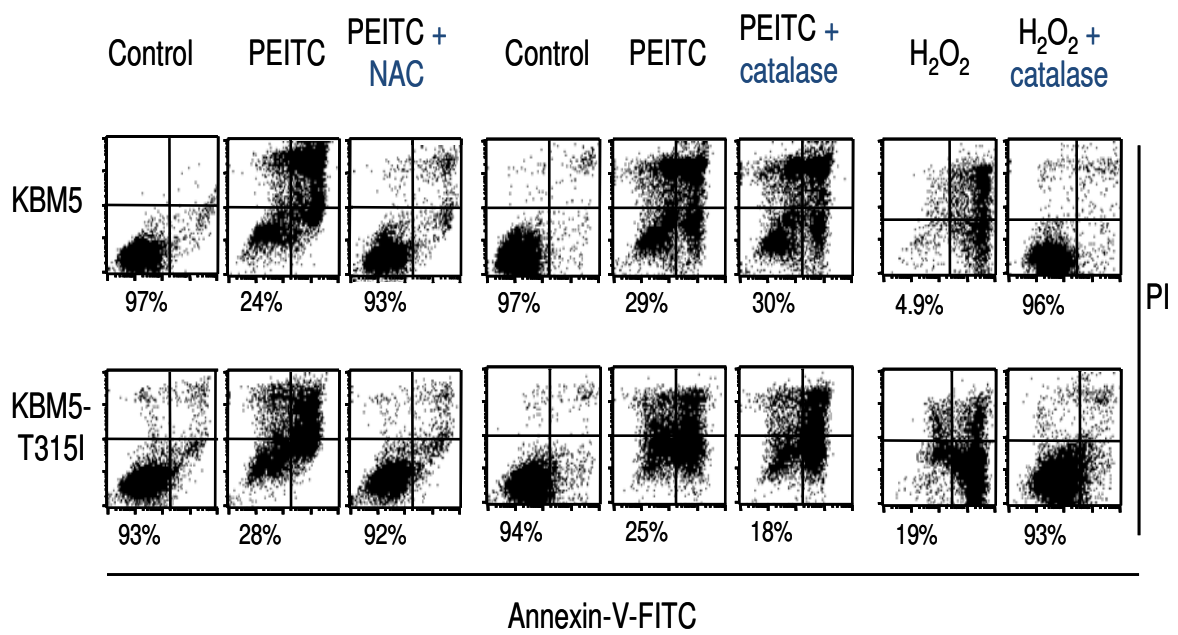 Control PEITC PEITC + NAC Control PEITC PEITC + catalase H₂O₂ H₂O₂ + catalase
KBM5
97% 24% 93% 97% 29% 30% 4.9% 96%
PI
KBM5-
T315I
93% 28% 92% 94% 25% 18% 19% 93%
Annexin-V-FITC